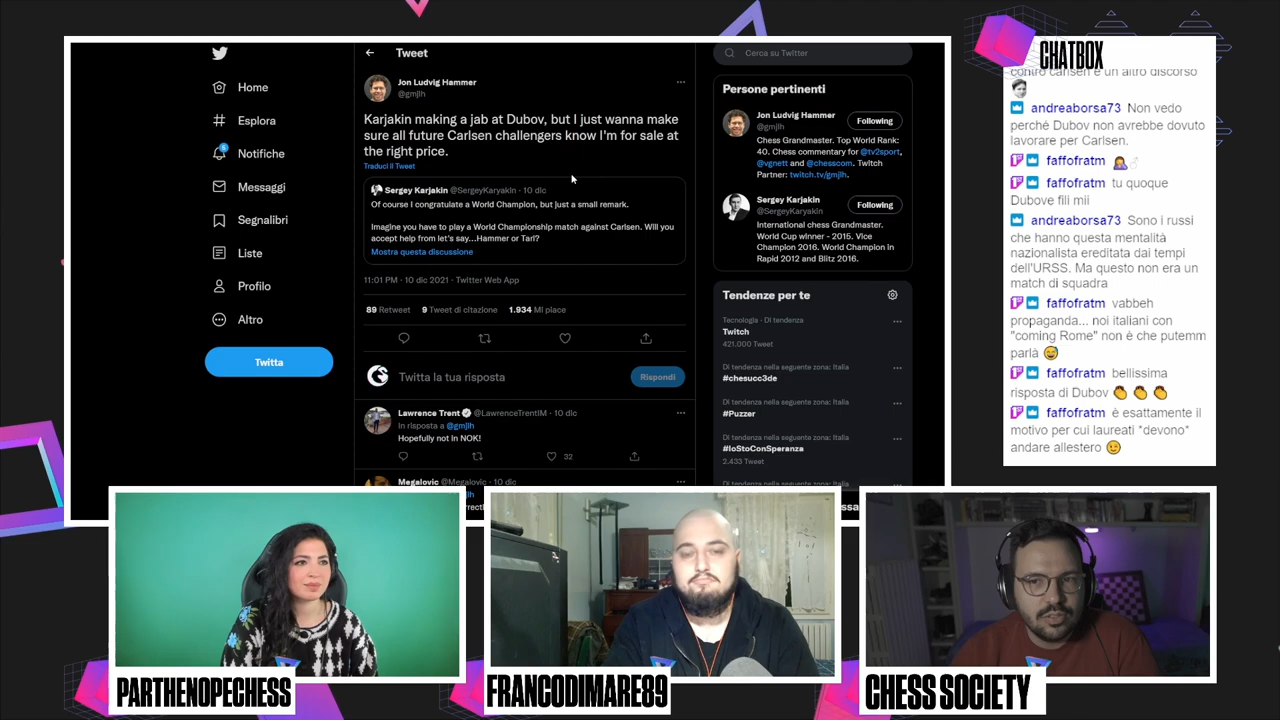 Home
Esplora
Notifiche
6
Messaggi
Segnalibri
Liste
Profilo
Altro
Twitta
Tweet
Jon Ludvig Hammer
@gmjlh
Karjakin making a jab at Dubov, but I just wanna make
sure all future Carlsen challengers know I'm for sale at
the right price.
Traduci il Tweet
Sergey Karjakin @SergeyKaryakin · 10 dic
Of course I congratulate a World Champion, but just a small remark.
Imagine you have to play a World Championship match against Carlsen. Will you
accept help from let's say...Hammer or Tari?
Mostra questa discussione
11:01 PM · 10 dic 2021 · Twitter Web App
89 Retweet 9 Tweet di citazione 1.934 Mi piace
Twitta la tua risposta
Rispondi
Lawrence Trent @LawrenceTrentIM · 10 dic
In risposta a @gmjlh
Hopefully not in NOK!
32
Megalovic @Megalovic · 10 dic
Cerca su Twitter
Persone pertinenti
Jon Ludvig Hammer
@gmjlh
Following
Chess Grandmaster. Top World Rank:
40. Chess commentary for @tv2sport,
@vgnett and @chesscom. Twitch
Partner: twitch.tv/gmjlh.
Sergey Karjakin
@SergeyKaryakin
Following
International chess Grandmaster.
World Cup winner - 2015. Vice
Champion 2016. World Champion in
Rapid 2012 and Blitz 2016.
Tendenze per te
Tecnologia · Di tendenza
Twitch
421.000 Tweet
Di tendenza nella seguente zona: Italia
#chesucc3de
Di tendenza nella seguente zona: Italia
#Puzzer
Di tendenza nella seguente zona: Italia
#IoStoConSperanza
2.433 Tweet
CHATBOX
contro carlsen è un altro discorso
andreaborsa73 Non vedo
perché Dubov non avrebbe dovuto
lavorare per Carlsen.
faffofratm
faffofratm tu quoque
Dubove fili mii
andreaborsa73 Sono i russi
che hanno questa mentalità
nazionalista ereditata dai tempi
dell'URSS. Ma questo non era un
match di squadra
faffofratm vabbeh
propaganda... noi italiani con
"coming Rome" non è che putemm
parlà
faffofratm bellissima
risposta di Dubov
faffofratm è esattamente il
motivo per cui laureati *devono*
andare allestero
PARTHENOPECHESS
FRANCODIMARE89
CHESS SOCIETY